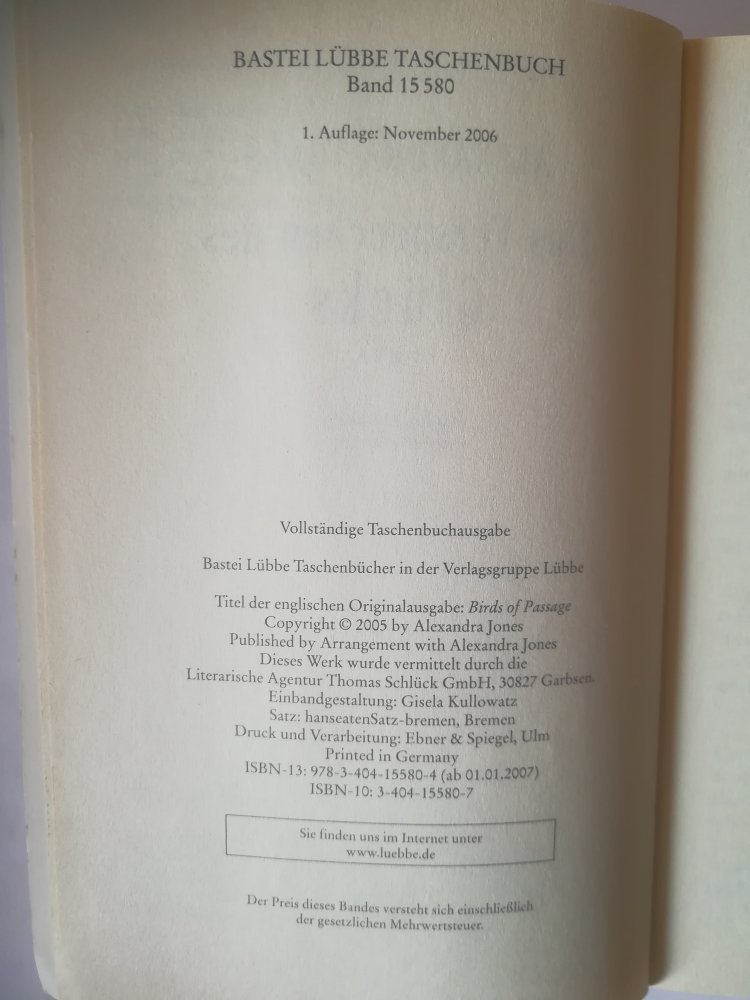 BASTEI LÜBBE TASCHENBUCH
Band 15 580
1. Auflage: November 2006
Vollständige Taschenbuchausgabe
Bastei Lübbe Taschenbücher in der Verlagsgruppe Lübbe
Titel der englischen Originalausgabe: Birds of Passage
Copyright © 2005 by Alexandra Jones
Published by Arrangement with Alexandra Jones
Dieses Werk wurde vermittelt durch die
Literarische Agentur Thomas Schlück GmbH, 30827 Garbsen.
Einbandgestaltung: Gisela Kullowatz
Satz: hanseatenSatz-bremen, Bremen
Druck und Verarbeitung: Ebner & Spiegel, Ulm
Printed in Germany
ISBN-13: 978-3-404-15580-4 (ab 01.01.2007)
ISBN-10: 3-404-15580-7
Sie finden uns im Internet unter
www.luebbe.de
Der Preis dieses Bandes versteht sich einschließlich
der gesetzlichen Mehrwertsteuer.